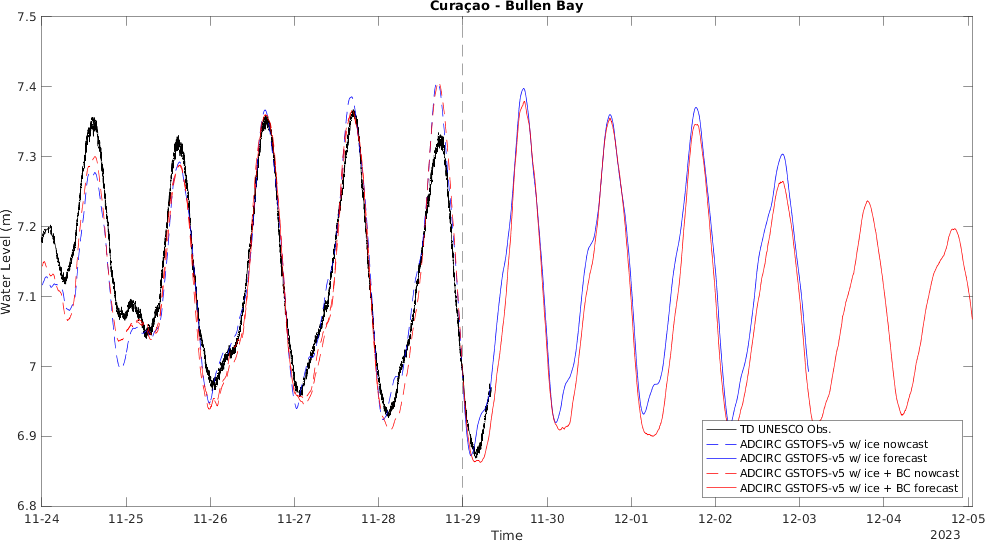 Curaçao - Bullen Bay
7.5
7.4
7.3
7.2
7.1
7
6.9
6.8
Water Level (m)
TD UNESCO Obs.
ADCIRC GSTOFS-v5 w/ ice nowcast
ADCIRC GSTOFS-v5 w/ ice forecast
ADCIRC GSTOFS-v5 w/ ice + BC nowcast
ADCIRC GSTOFS-v5 w/ ice + BC forecast
11-24 11-25 11-26 11-27 11-28 11-29 11-30 12-01 12-02 12-03 12-04 12-05
Time
2023